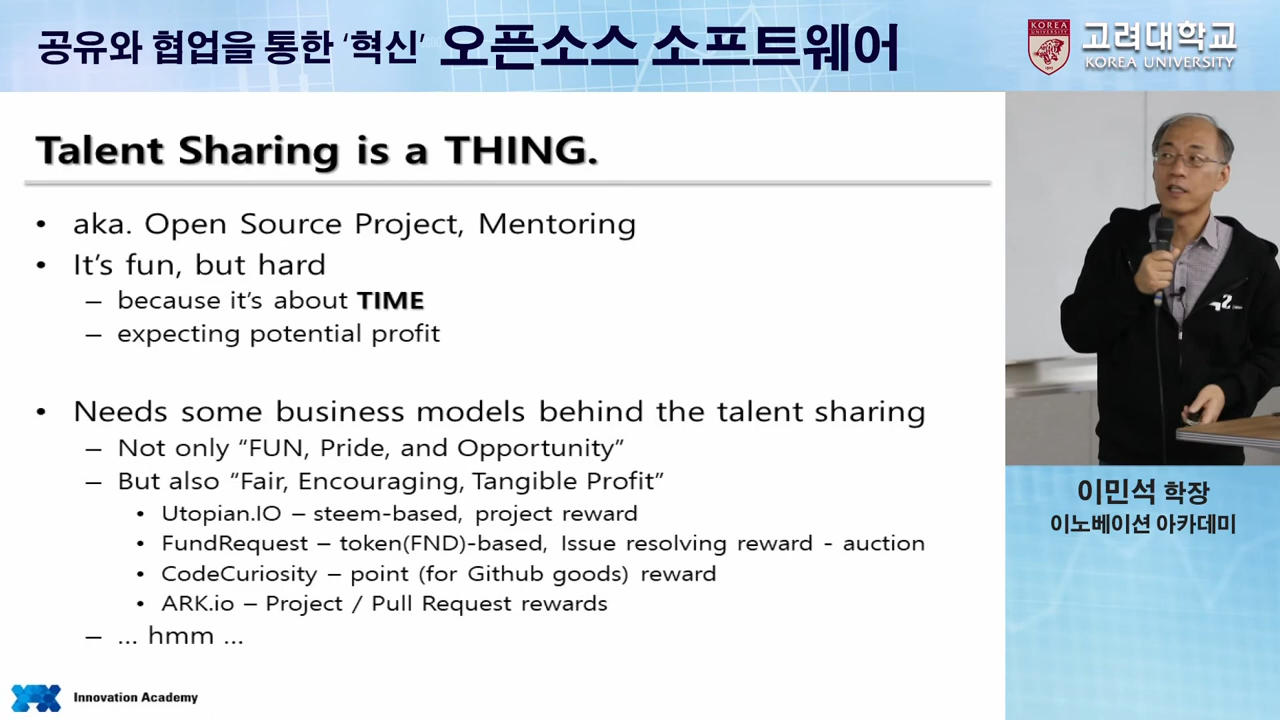 공유와 협업을 통한 ‘혁신’ 오픈소스 소프트웨어
KOREA
UNIVERSITY
고려대학교
KOREA UNIVERSITY
Talent Sharing is a THING.
• aka. Open Source Project, Mentoring
• It’s fun, but hard
– because it’s about TIME
– expecting potential profit
• Needs some business models behind the talent sharing
– Not only “FUN, Pride, and Opportunity”
– But also “Fair, Encouraging, Tangible Profit”
• Utopian.IO – steem-based, project reward
• FundRequest – token(FND)-based, Issue resolving reward - auction
• CodeCuriosity – point (for Github goods) reward
• ARK.io – Project / Pull Request rewards
– ... hmm ...
이민석 학장
이노베이션 아카데미
Innovation Academy